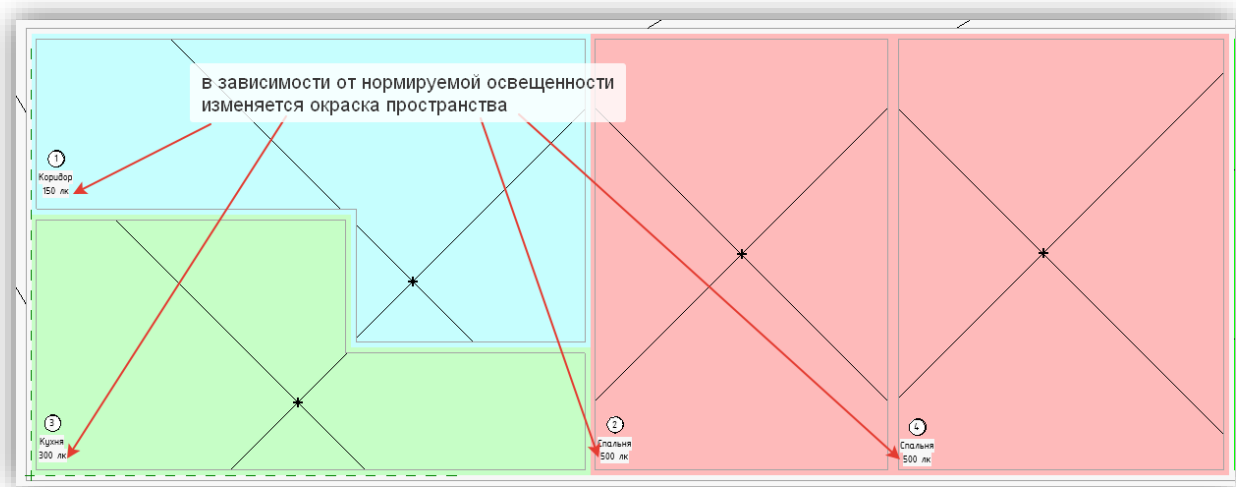 в зависимости от нормируемой освещенности
изменяется окраска пространства
1
Коридор
150 лк
3
Кухня
300 лк
2
Спальня
500 лк
4
Спальня
500 лк